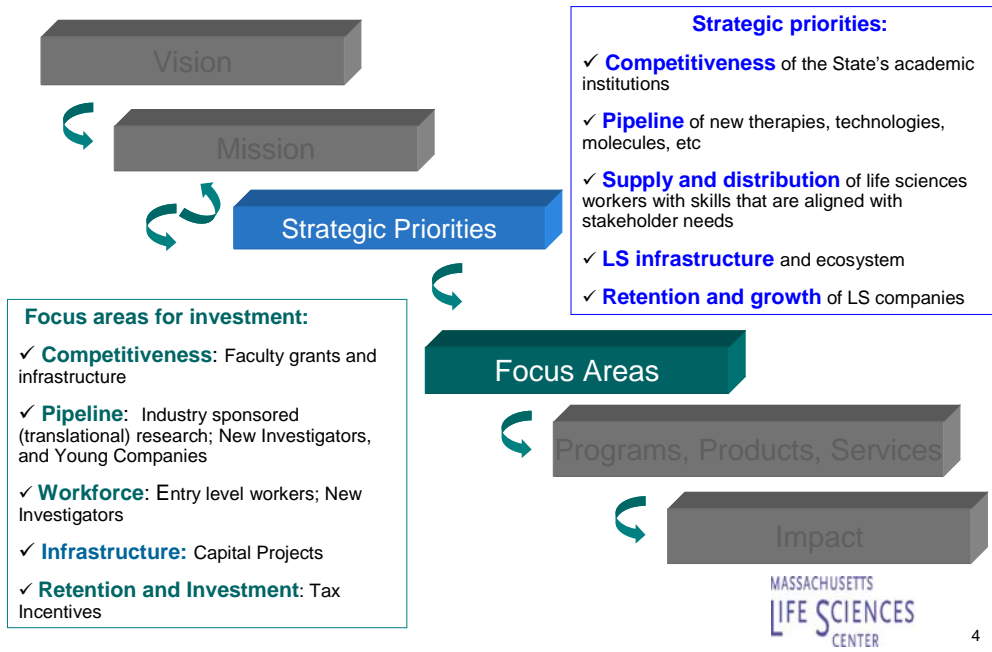 Vision
Mission
Strategic Priorities
Strategic priorities:
✓ Competitiveness of the State's academic
institutions
✓ Pipeline of new therapies, technologies,
molecules, etc
✓ Supply and distribution of life sciences
workers with skills that are aligned with
stakeholder needs
✓ LS infrastructure and ecosystem
✓ Retention and growth of LS companies
Focus areas for investment:
✓ Competitiveness: Faculty grants and
infrastructure
✓ Pipeline: Industry sponsored
(translational) research; New Investigators,
and Young Companies
✓ Workforce: Entry level workers; New
Investigators
✓ Infrastructure: Capital Projects
✓ Retention and Investment: Tax
Incentives
Focus Areas
Programs, Products, Services
Impact
MASSACHUSETTS
LIFE SCIENCES
CENTER
4